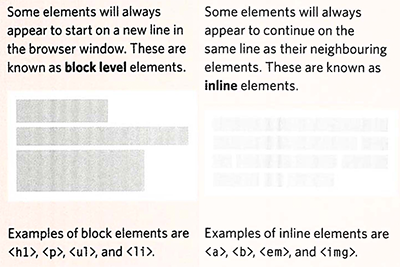 Some elements will always
appear to start on a new line in
the browser window. These are
known as block level elements.
Examples of block elements are
<h1>, <p>, <ul>, and <li>.
Some elements will always
appear to continue on the
same line as their neighbouring
elements. These are known as
inline elements.
Examples of inline elements are
<a>, <b>, <em>, and <img>.